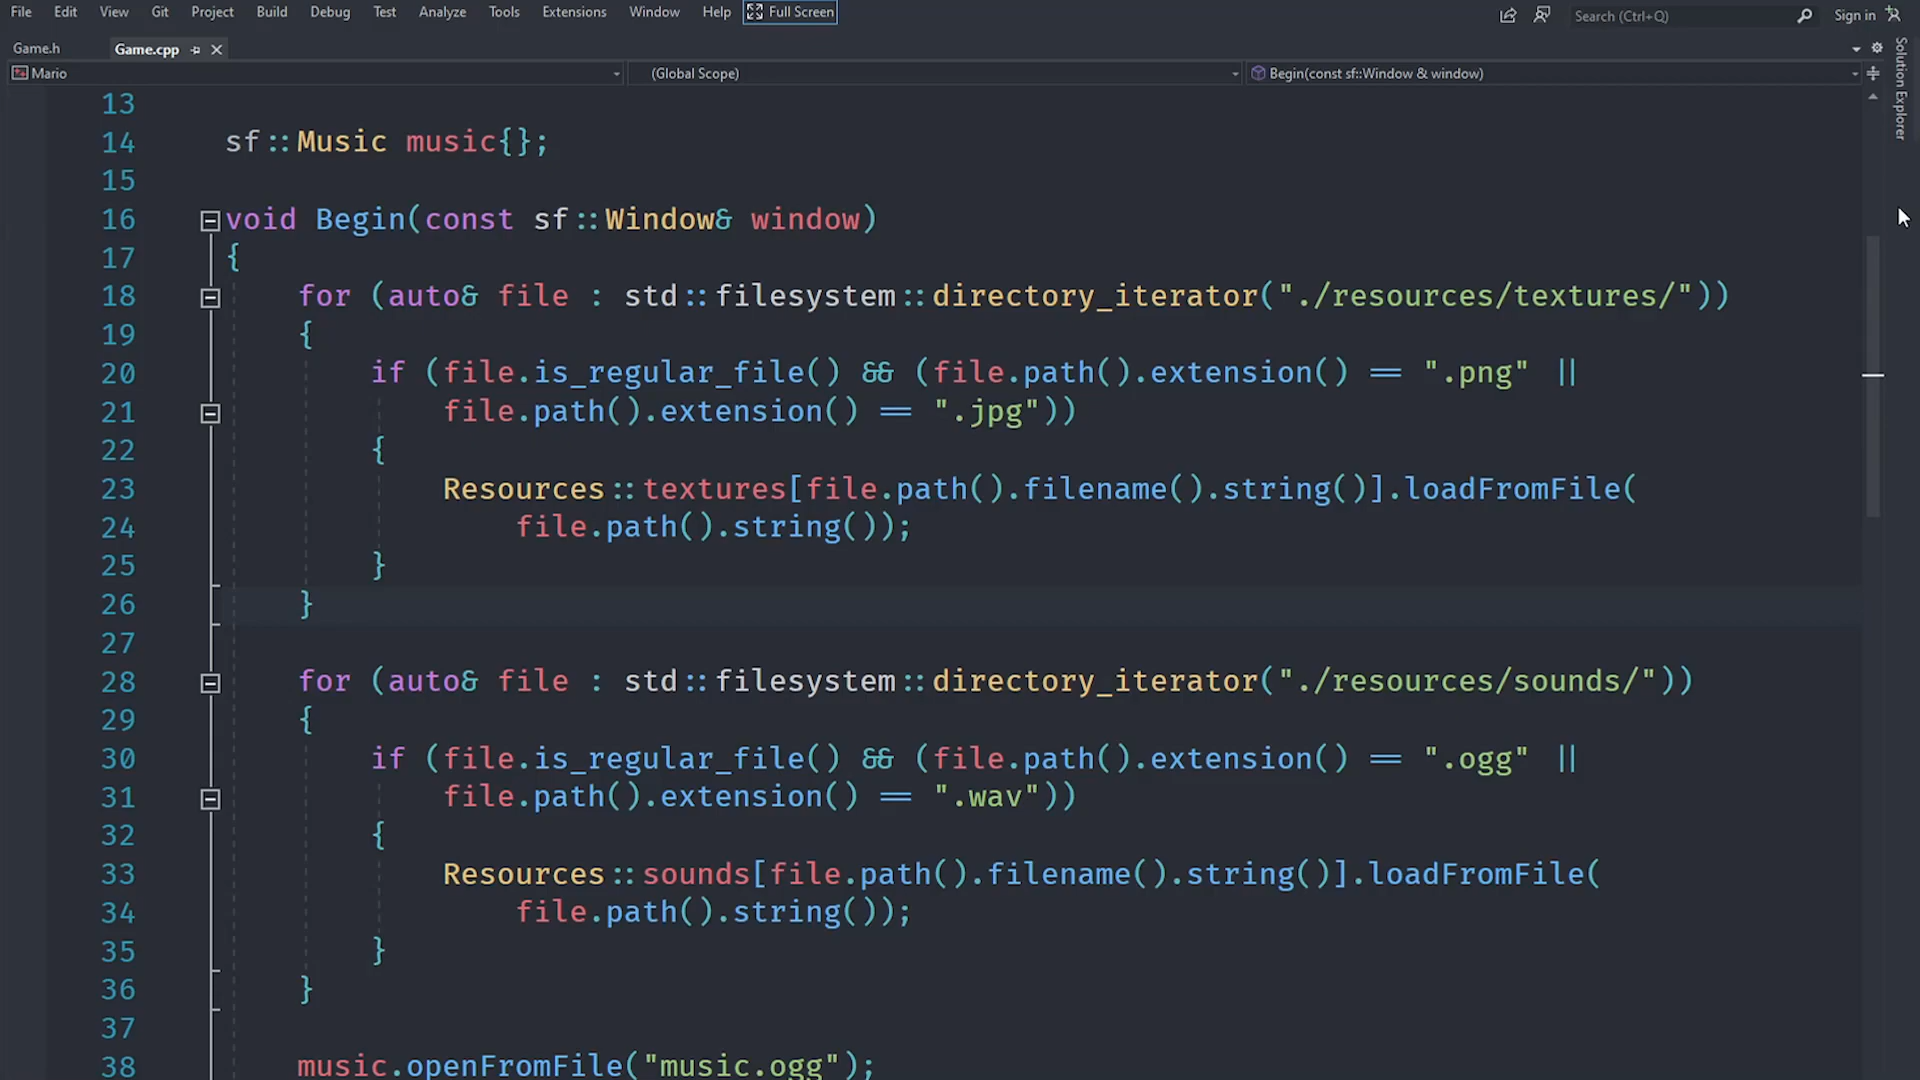 File Edit View Git Project Build Debug Test Analyze Tools Extensions Window Help Full Screen Search (Ctrl+Q) Sign in
Game.h Game.cpp
Mario (Global Scope) Begin(const sf::Window & window)
Solution Explorer
13
14 sf::Music music{};
15
16 void Begin(const sf::Window& window)
17 {
18 for (auto& file : std::filesystem::directory_iterator("./resources/textures/"))
19 {
20 if (file.is_regular_file() && (file.path().extension() == ".png" ||
21 file.path().extension() == ".jpg"))
22 {
23 Resources::textures[file.path().filename().string()].loadFromFile(
24 file.path().string());
25 }
26 }
27
28 for (auto& file : std::filesystem::directory_iterator("./resources/sounds/"))
29 {
30 if (file.is_regular_file() && (file.path().extension() == ".ogg" ||
31 file.path().extension() == ".wav"))
32 {
33 Resources::sounds[file.path().filename().string()].loadFromFile(
34 file.path().string());
35 }
36 }
37
38 music.openFromFile("music.ogg");